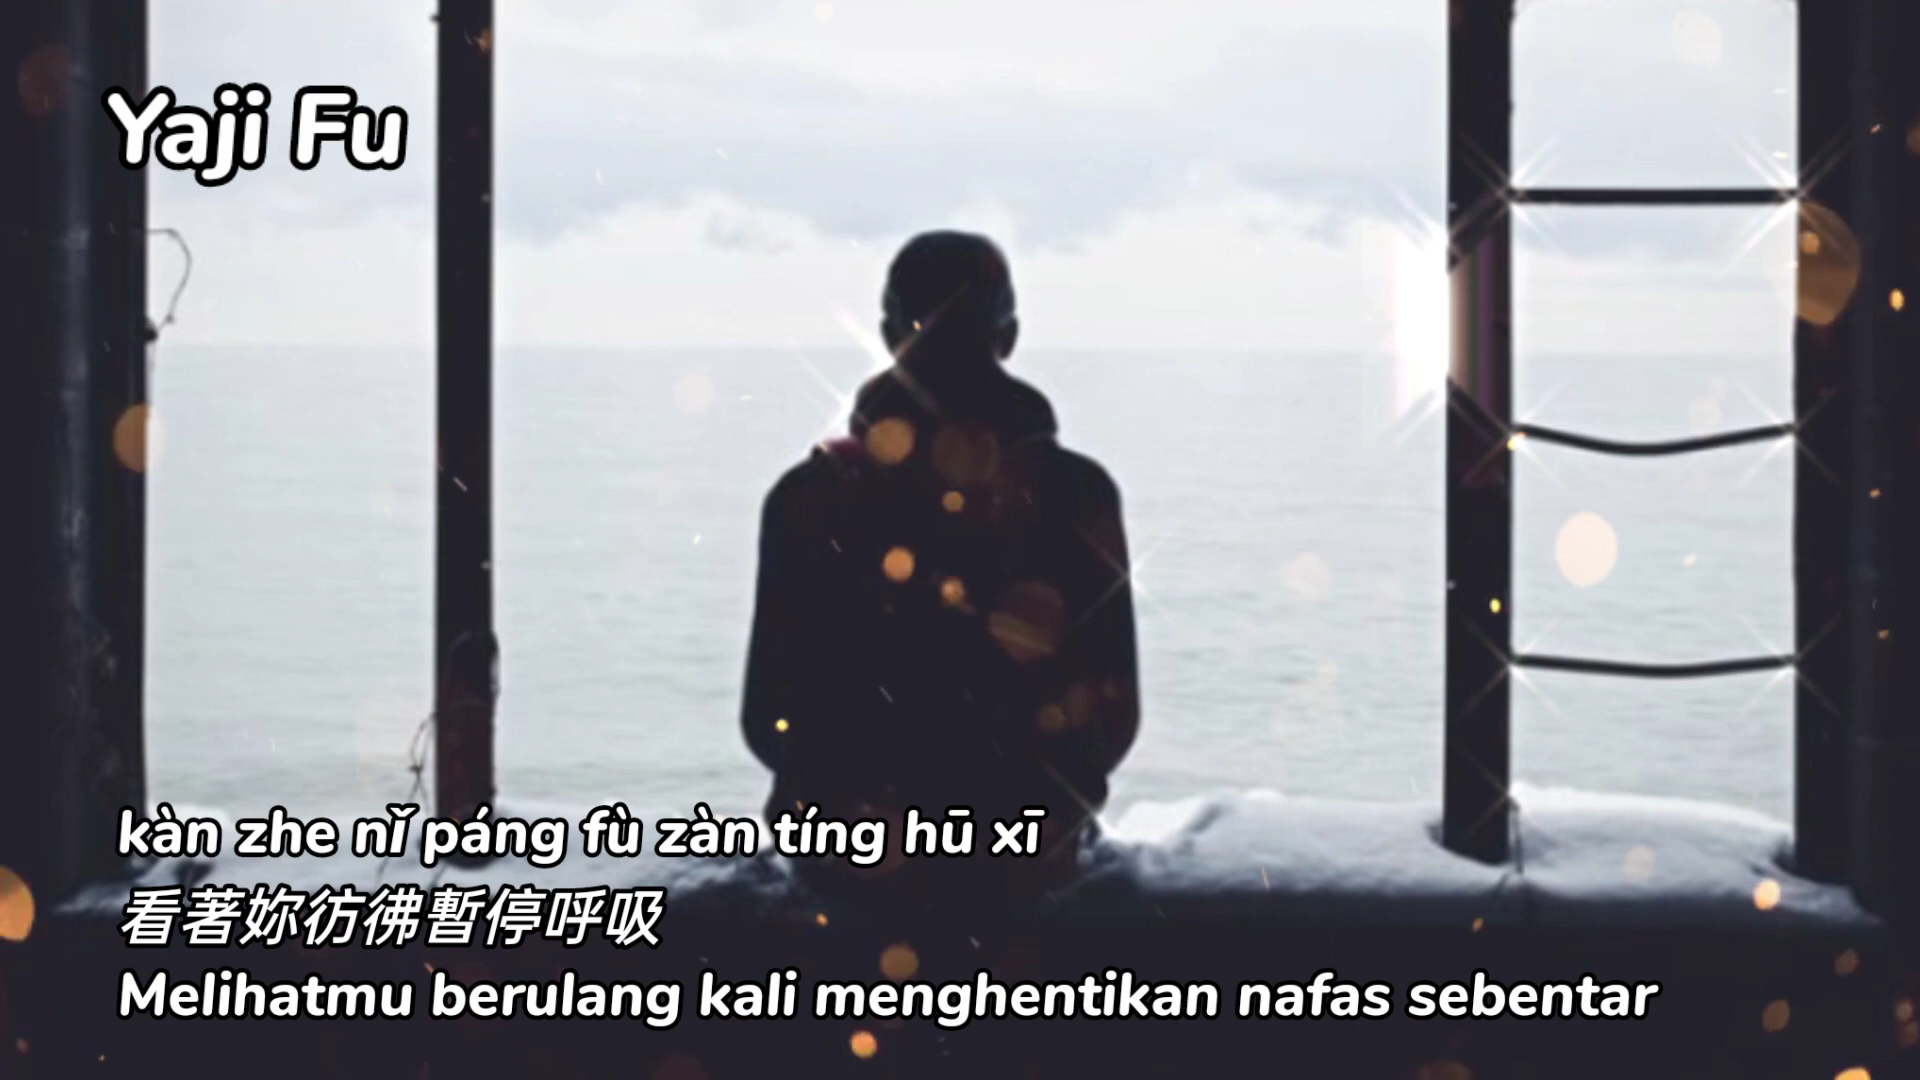 Yaji Fu
kàn zhe nǐ páng fù zàn tíng hū xī
看著妳彷彿暫停呼吸
Melihatmu berulang kali menghentikan nafas sebentar